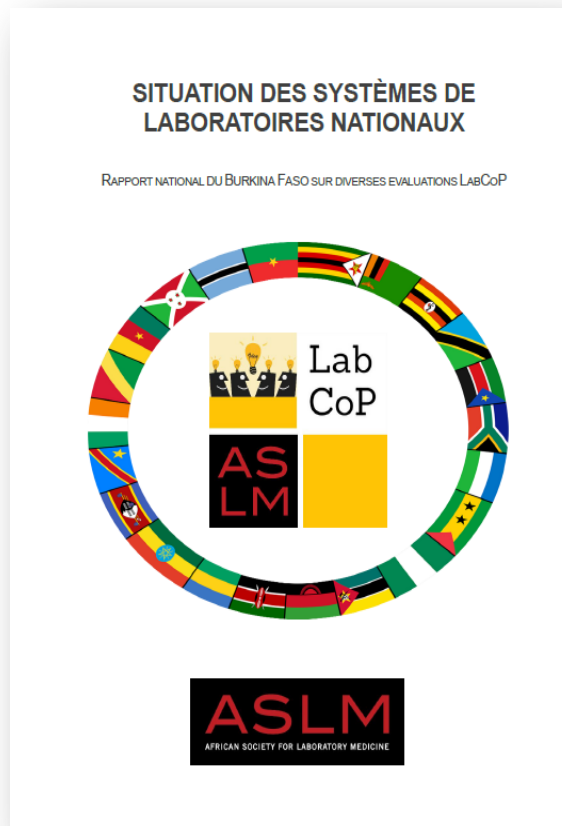 SITUATION DES SYSTÈMES DE
LABORATOIRES NATIONAUX
RAPPORT NATIONAL DU BURKINA FASO SUR DIVERSES EVALUATIONS LABCOP
Lab
CoP
AS
LM
ASLM
AFRICAN SOCIETY FOR LABORATORY MEDICINE